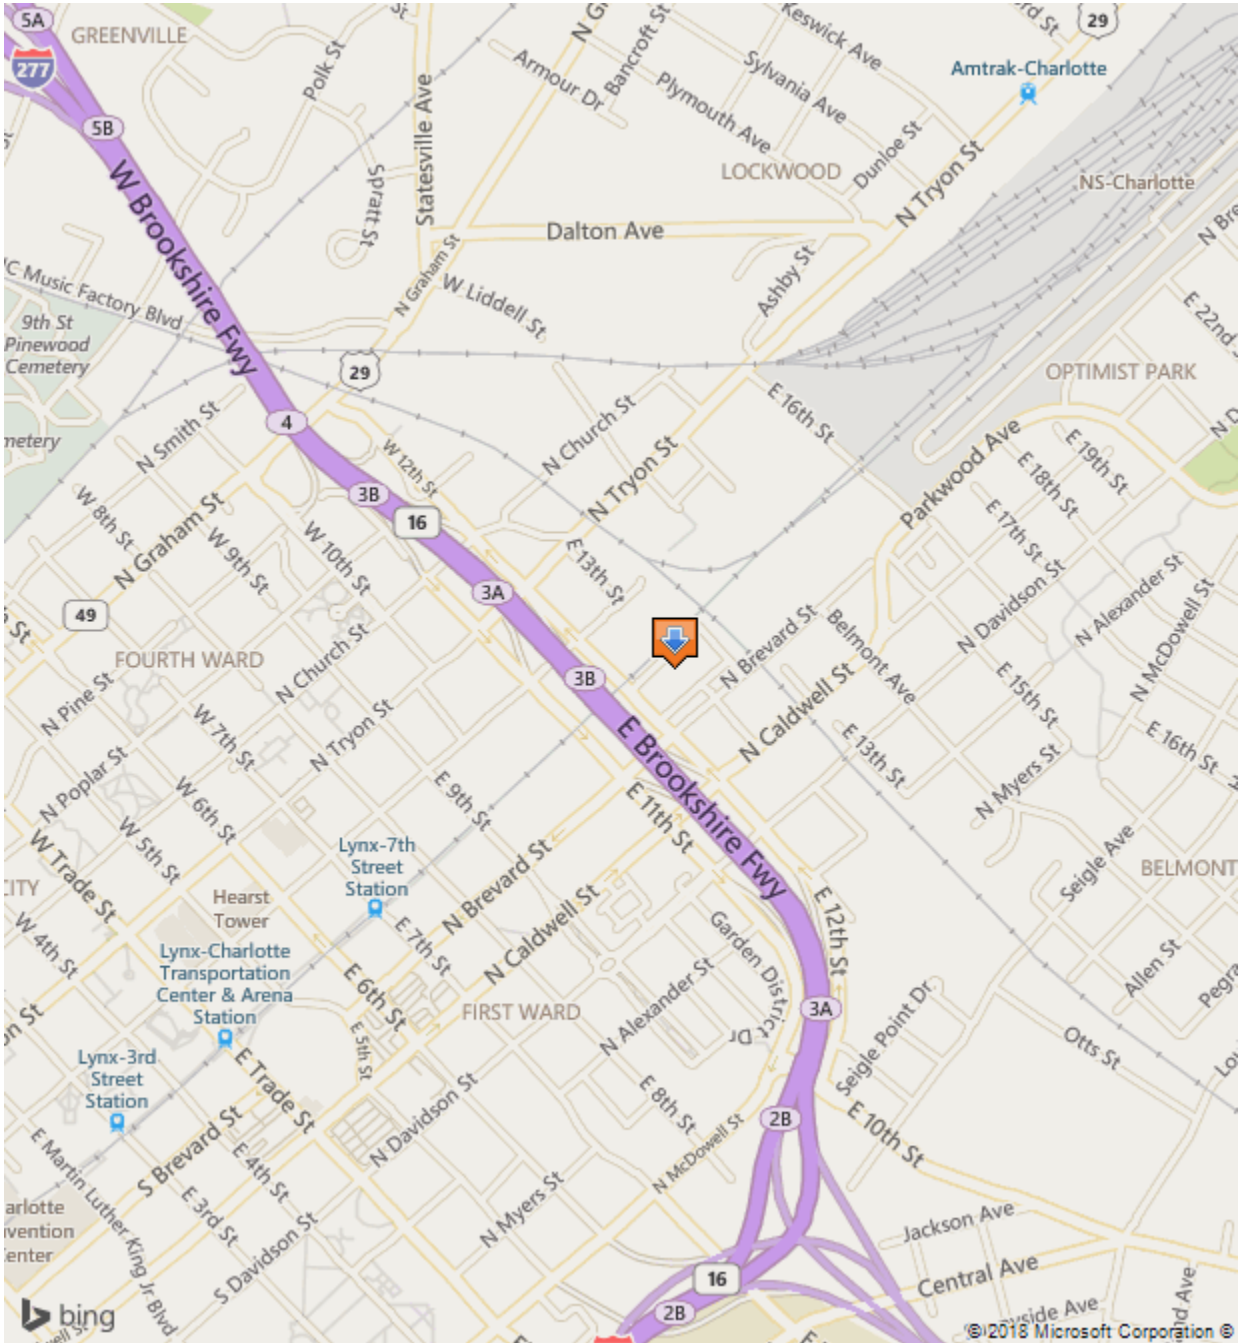 5A
GREENVILLE
277
5B
Polk St
Statesville Ave
Armour Dr
Bancroft St
Keswick Ave
Sylvania Ave
Plymouth Ave
29
Amtrak-Charlotte
Dunloe St
LOCKWOOD
N Tryon St
NS-Charlotte
W Brookshire Fwy
Spratt St
Dalton Ave
N Graham St
W Liddell St
Ashby St
C Music Factory Blvd
9th St
Pinewood
Cemetery
metery
29
E 22nd
OPTIMIST PARK
4
N Smith St
W 12th St
N Church St
N Tryon St
E 16th St
Parkwood Ave
E 19th St
E 18th St
E 17th St
3B
16
W 8th St
N Graham St
W 9th St
W 10th St
3A
E 13th St
49
FOURTH WARD
N Church St
3B
N Brevard St
Belmont Ave
N Davidson St
N Alexander St
N McDowell St
N Pine St
W 7th St
N Tryon St
E Brookshire Fwy
N Caldwell St
E 15th St
E 16th St
E 13th St
N Myers St
N Poplar St
W 6th St
E 9th St
E 11th St
W 5th St
W Trade St
Lynx-7th
Street
Station
CITY
Hearst
Tower
N Brevard St
Seigle Ave
BELMONT
W 4th St
Lynx-Charlotte
Transportation
Center & Arena
Station
E 7th St
N Caldwell St
Garden District Dr
E 12th St
Allen St
Pegra
E 6th St
FIRST WARD
N Alexander St
3A
on St
E 5th St
Seigle Point Dr
Otts St
Lynx-3rd
Street
Station
E Trade St
E 8th St
2B
E 10th St
S Brevard St
N Davidson St
N McDowell St
E Martin Luther King Jr Blvd
E 4th St
E 3rd St
N Myers St
arlotte
vention
Center
S Davidson St
Jackson Ave
Central Ave
16
2B
bing
© 2018 Microsoft Corporation ©